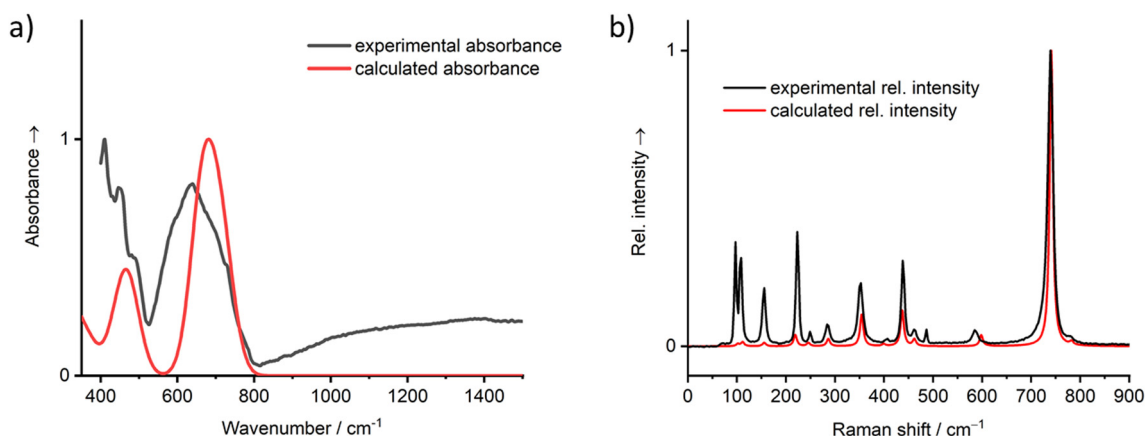 a)
experimental absorbance
calculated absorbance
1
0
Absorbance →
400 600 800 1000 1200 1400
Wavenumber / cm⁻¹
b)
experimental rel. intensity
calculated rel. intensity
1
0
Rel. intensity →
0 100 200 300 400 500 600 700 800 900
Raman shift / cm⁻¹